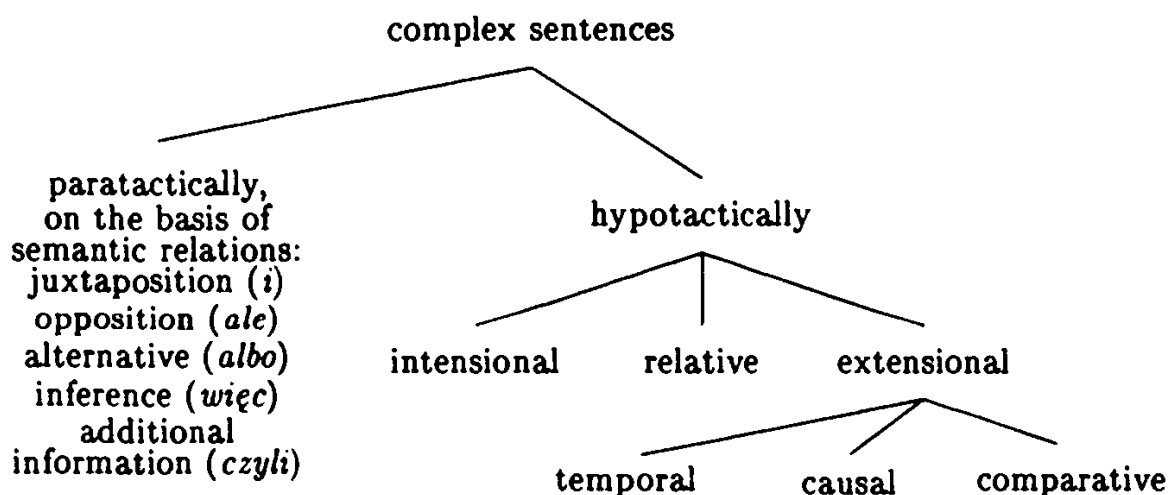 complex sentences
paratactically,
on the basis of
semantic relations:
juxtaposition (i)
opposition (ale)
alternative (albo)
inference (więc)
additional
information (czyli)
hypotactically
intensional relative extensional
temporal causal comparative